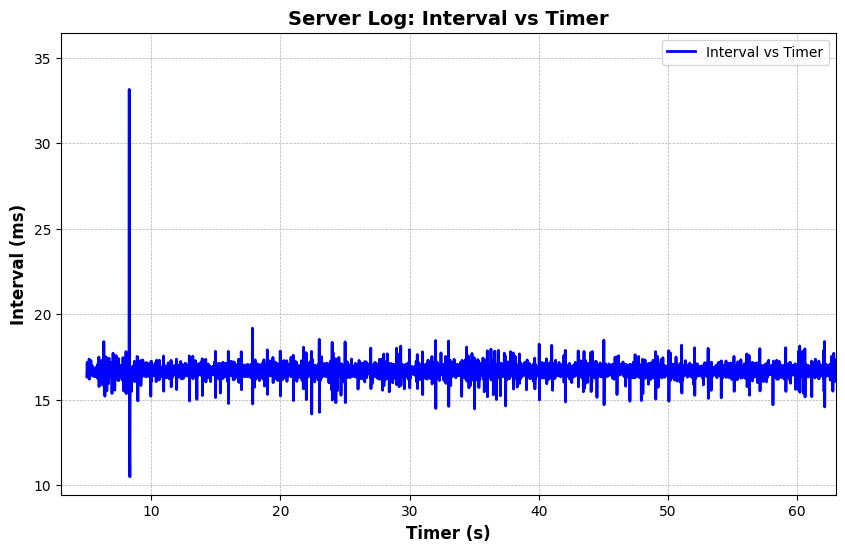 Server Log: Interval vs Timer
Interval vs Timer
35
30
25
20
15
10
Interval (ms)
10 20 30 40 50 60
Timer (s)